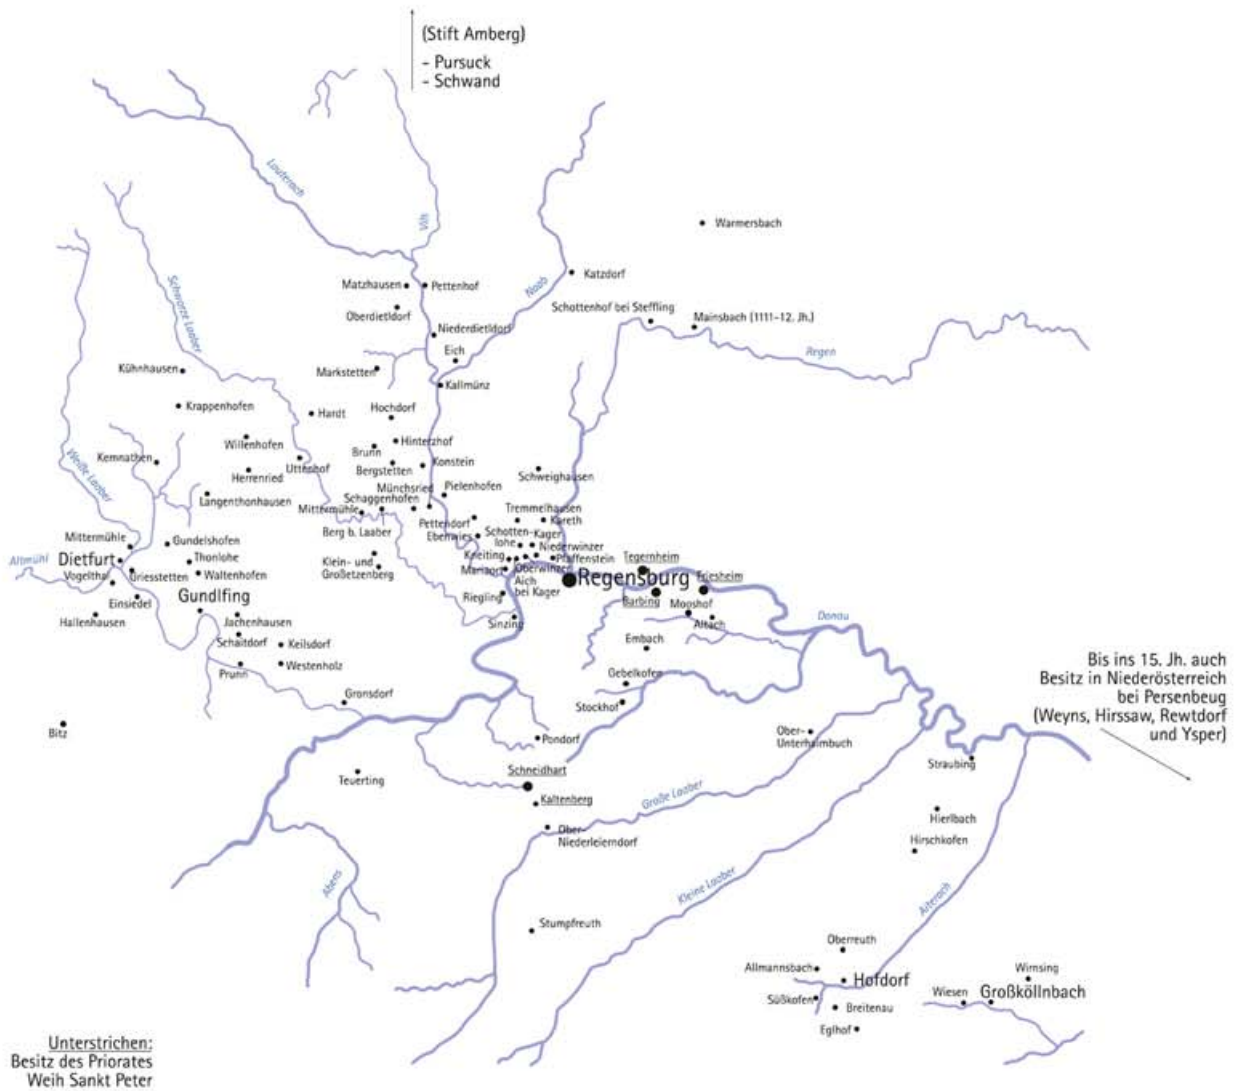 (Stift Amberg)
- Pursuck
- Schwand
Lauterach
Vils
Warmersbach
Schwarze Laaber
Naab
Katzdorf
Matzhausen
Pettenhof
Oberdietldorf
Schottenhof bei Steffling
Mainsbach (1111-12. Jh.)
Niederdietldorf
Eich
Regen
Kühnhausen
Markstetten
Kallmünz
Krappenhofen
Hardt
Hochdorf
Willenhofen
Hinterzhof
Brunn
Weiße Laaber
Kemnathen
Herrenried
Uttenhof
Bergstetten
Konstein
Schweighausen
Langenthonhausen
Münchsried
Pielenhofen
Schaggenhofen
Mittermühle
Tremmelhausen
Pettendorf
Kareth
Berg b. Laaber
Ebenwies
Schotten-
lohe
Kager
Mittermühle
Gundelshofen
Niederwinzer
Altmühl
Dietfurt
Thonlohe
Klein- und
Großetzenberg
Kneiting
Pfaffenstein
Tegernheim
Mariaort
Oberwinzer
Vogelthal
Griesstetten
Waltenhofen
Aich
bei Kager
Regensburg
Friesheim
Einsiedel
Gundlfing
Riegling
Barbing
Mooshof
Hallenhausen
Jachenhausen
Sinzing
Altach
Donau
Schaitdorf
Keilsdorf
Embach
Prunn
Westenholz
Gebelkofen
Bis ins 15. Jh. auch
Besitz in Niederösterreich
bei Persenbeug
(Weyns, Hirssaw, Rewtdorf
und Ysper)
Gronsdorf
Stockhof
Bitz
Pondorf
Ober-
Unterhaimbuch
Straubing
Teuerting
Schneidhart
Kaltenberg
Große Laaber
Hierlbach
Ober-
Niederleierndorf
Hirschkofen
Abens
Kleine Laaber
Aiterach
Stumpfreuth
Oberreuth
Allmannsbach
Hofdorf
Wirnsing
Süßkofen
Breitenau
Wiesen
Großköllnbach
Eglhof
Unterstrichen:
Besitz des Priorates
Weih Sankt Peter